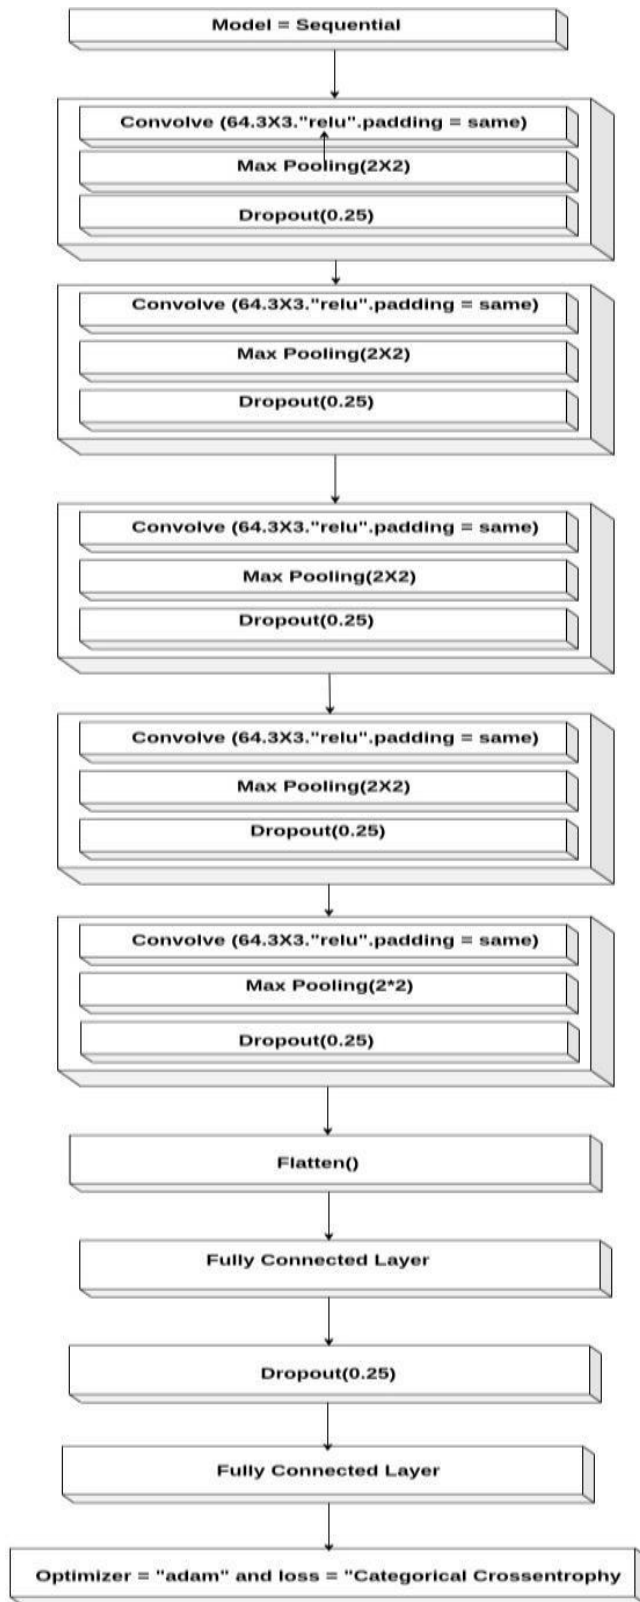 Model = Sequential
Convolve (64.3X3."relu".padding = same)
Max Pooling(2X2)
Dropout(0.25)
Convolve (64.3X3."relu".padding = same)
Max Pooling(2X2)
Dropout(0.25)
Convolve (64.3X3."relu".padding = same)
Max Pooling(2X2)
Dropout(0.25)
Convolve (64.3X3."relu".padding = same)
Max Pooling(2X2)
Dropout(0.25)
Convolve (64.3X3."relu".padding = same)
Max Pooling(2*2)
Dropout(0.25)
Flatten()
Fully Connected Layer
Dropout(0.25)
Fully Connected Layer
Optimizer = "adam" and loss = "Categorical Crossentrophy